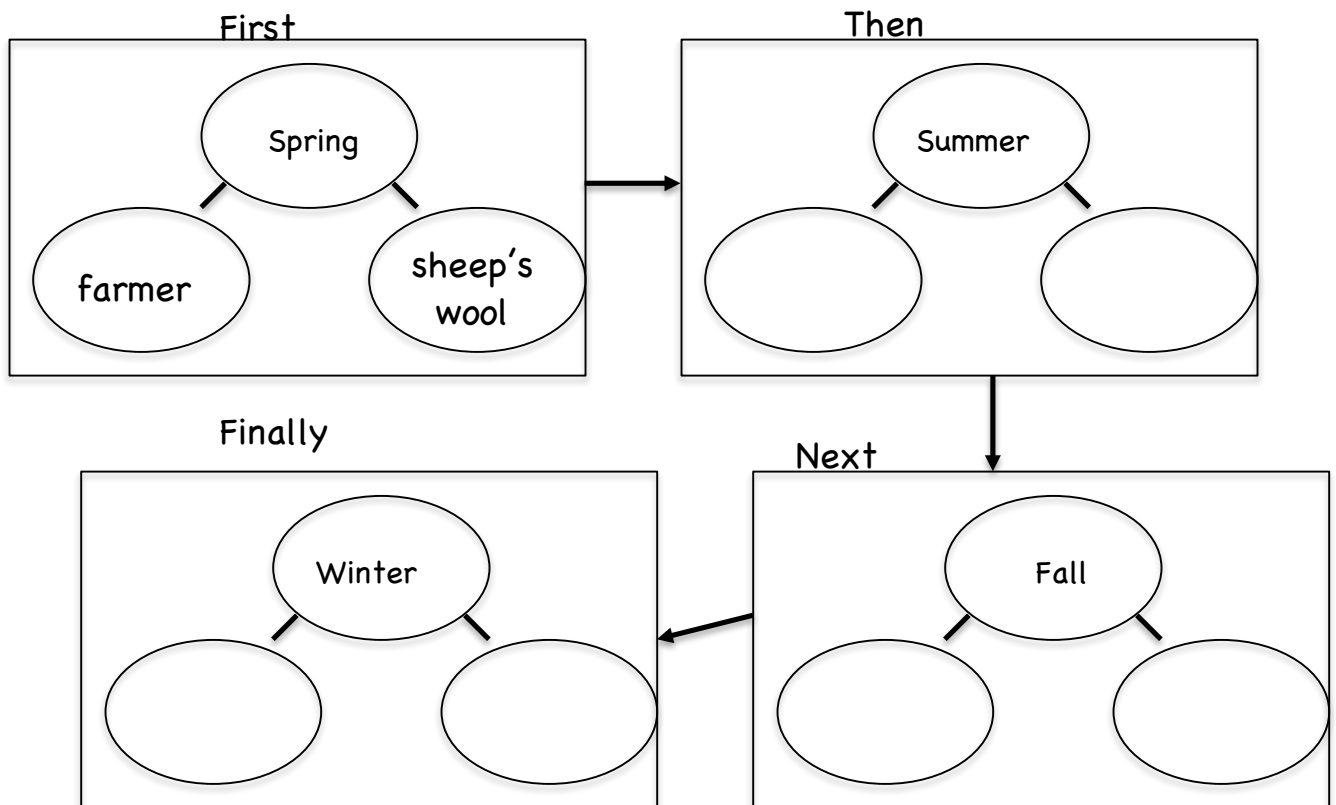 First
Spring
farmer
sheep's
wool
Then
Summer
Next
Fall
Finally
Winter